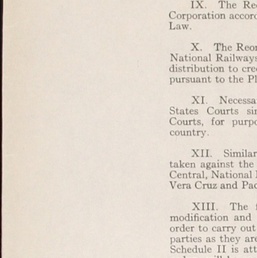 IX. The Reo
Corporation accor
Law.
X. The Reor
National Railways
distribution to cre
pursuant to the Pl
XI. Necessa
States Courts si
Courts, for purpo
country.
XII. Similar
taken against the
Central, National
Vera Cruz and Pac
XIII. The
modification and
order to carry out
parties as they are
Schedule II is att